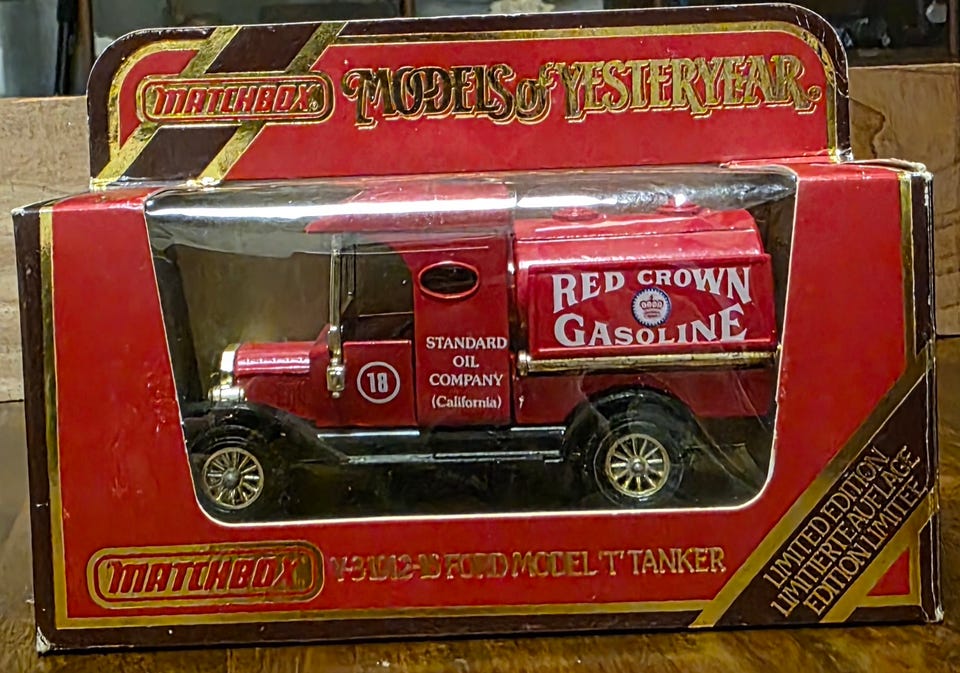 MATCHBOX
MODELS of YESTERYEAR
RED CROWN
GASOLINE
18
STANDARD
OIL
COMPANY
(California)
MATCHBOX
FORD MODEL 'T' TANKER
LIMITED EDITION
LIMITIERTE AUFLAGE
EDITION LIMITEE